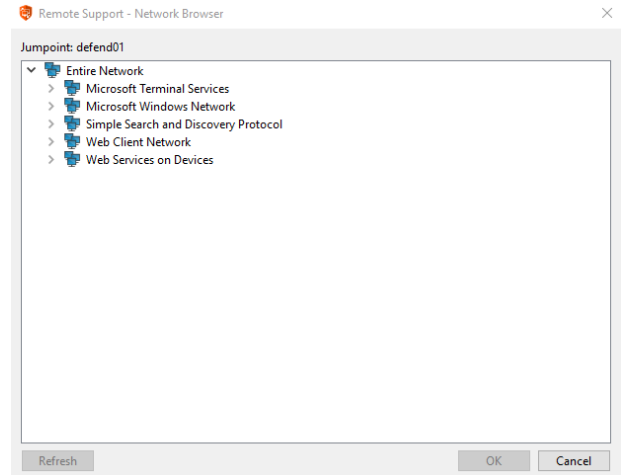 Remote Support - Network Browser
Jumpoint: defend01
Entire Network
Microsoft Terminal Services
Microsoft Windows Network
Simple Search and Discovery Protocol
Web Client Network
Web Services on Devices
Refresh OK Cancel